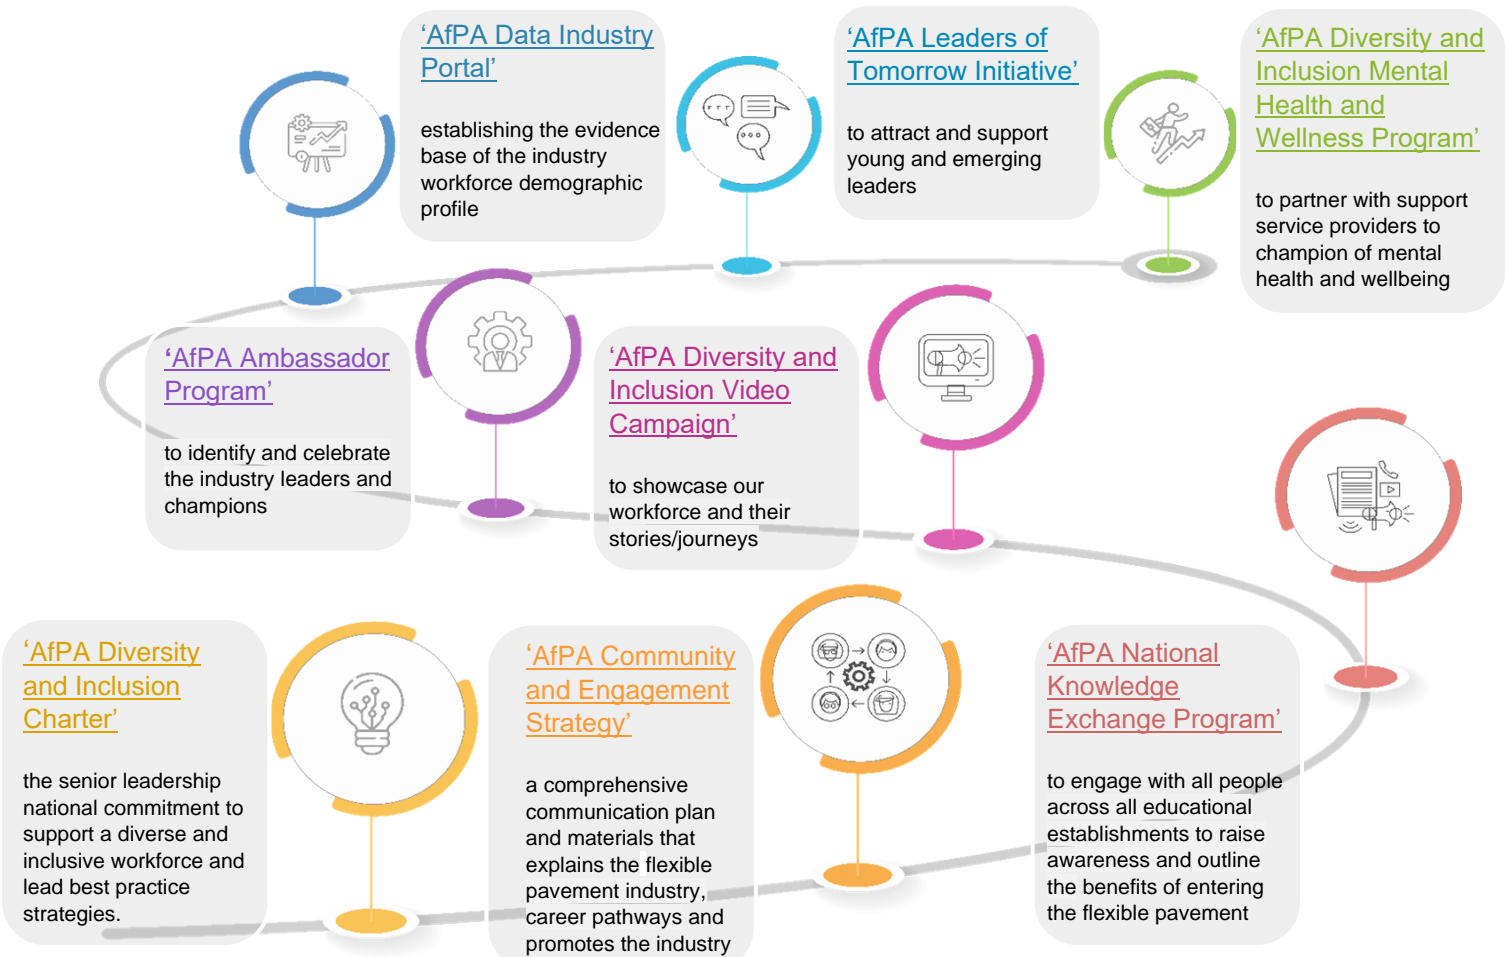 ‘AfPA Data Industry
Portal’
establishing the evidence
base of the industry
workforce demographic
profile
‘AfPA Leaders of
Tomorrow Initiative’
to attract and support
young and emerging
leaders
‘AfPA Diversity and
Inclusion Mental
Health and
Wellness Program’
to partner with support
service providers to
champion of mental
health and wellbeing
‘AfPA Ambassador
Program’
to identify and celebrate
the industry leaders and
champions
‘AfPA Diversity and
Inclusion Video
Campaign’
to showcase our
workforce and their
stories/journeys
‘AfPA Diversity
and Inclusion
Charter’
the senior leadership
national commitment to
support a diverse and
inclusive workforce and
lead best practice
strategies.
‘AfPA Community
and Engagement
Strategy’
a comprehensive
communication plan
and materials that
explains the flexible
pavement industry,
career pathways and
promotes the industry
‘AfPA National
Knowledge
Exchange Program’
to engage with all people
across all educational
establishments to raise
awareness and outline
the benefits of entering
the flexible pavement